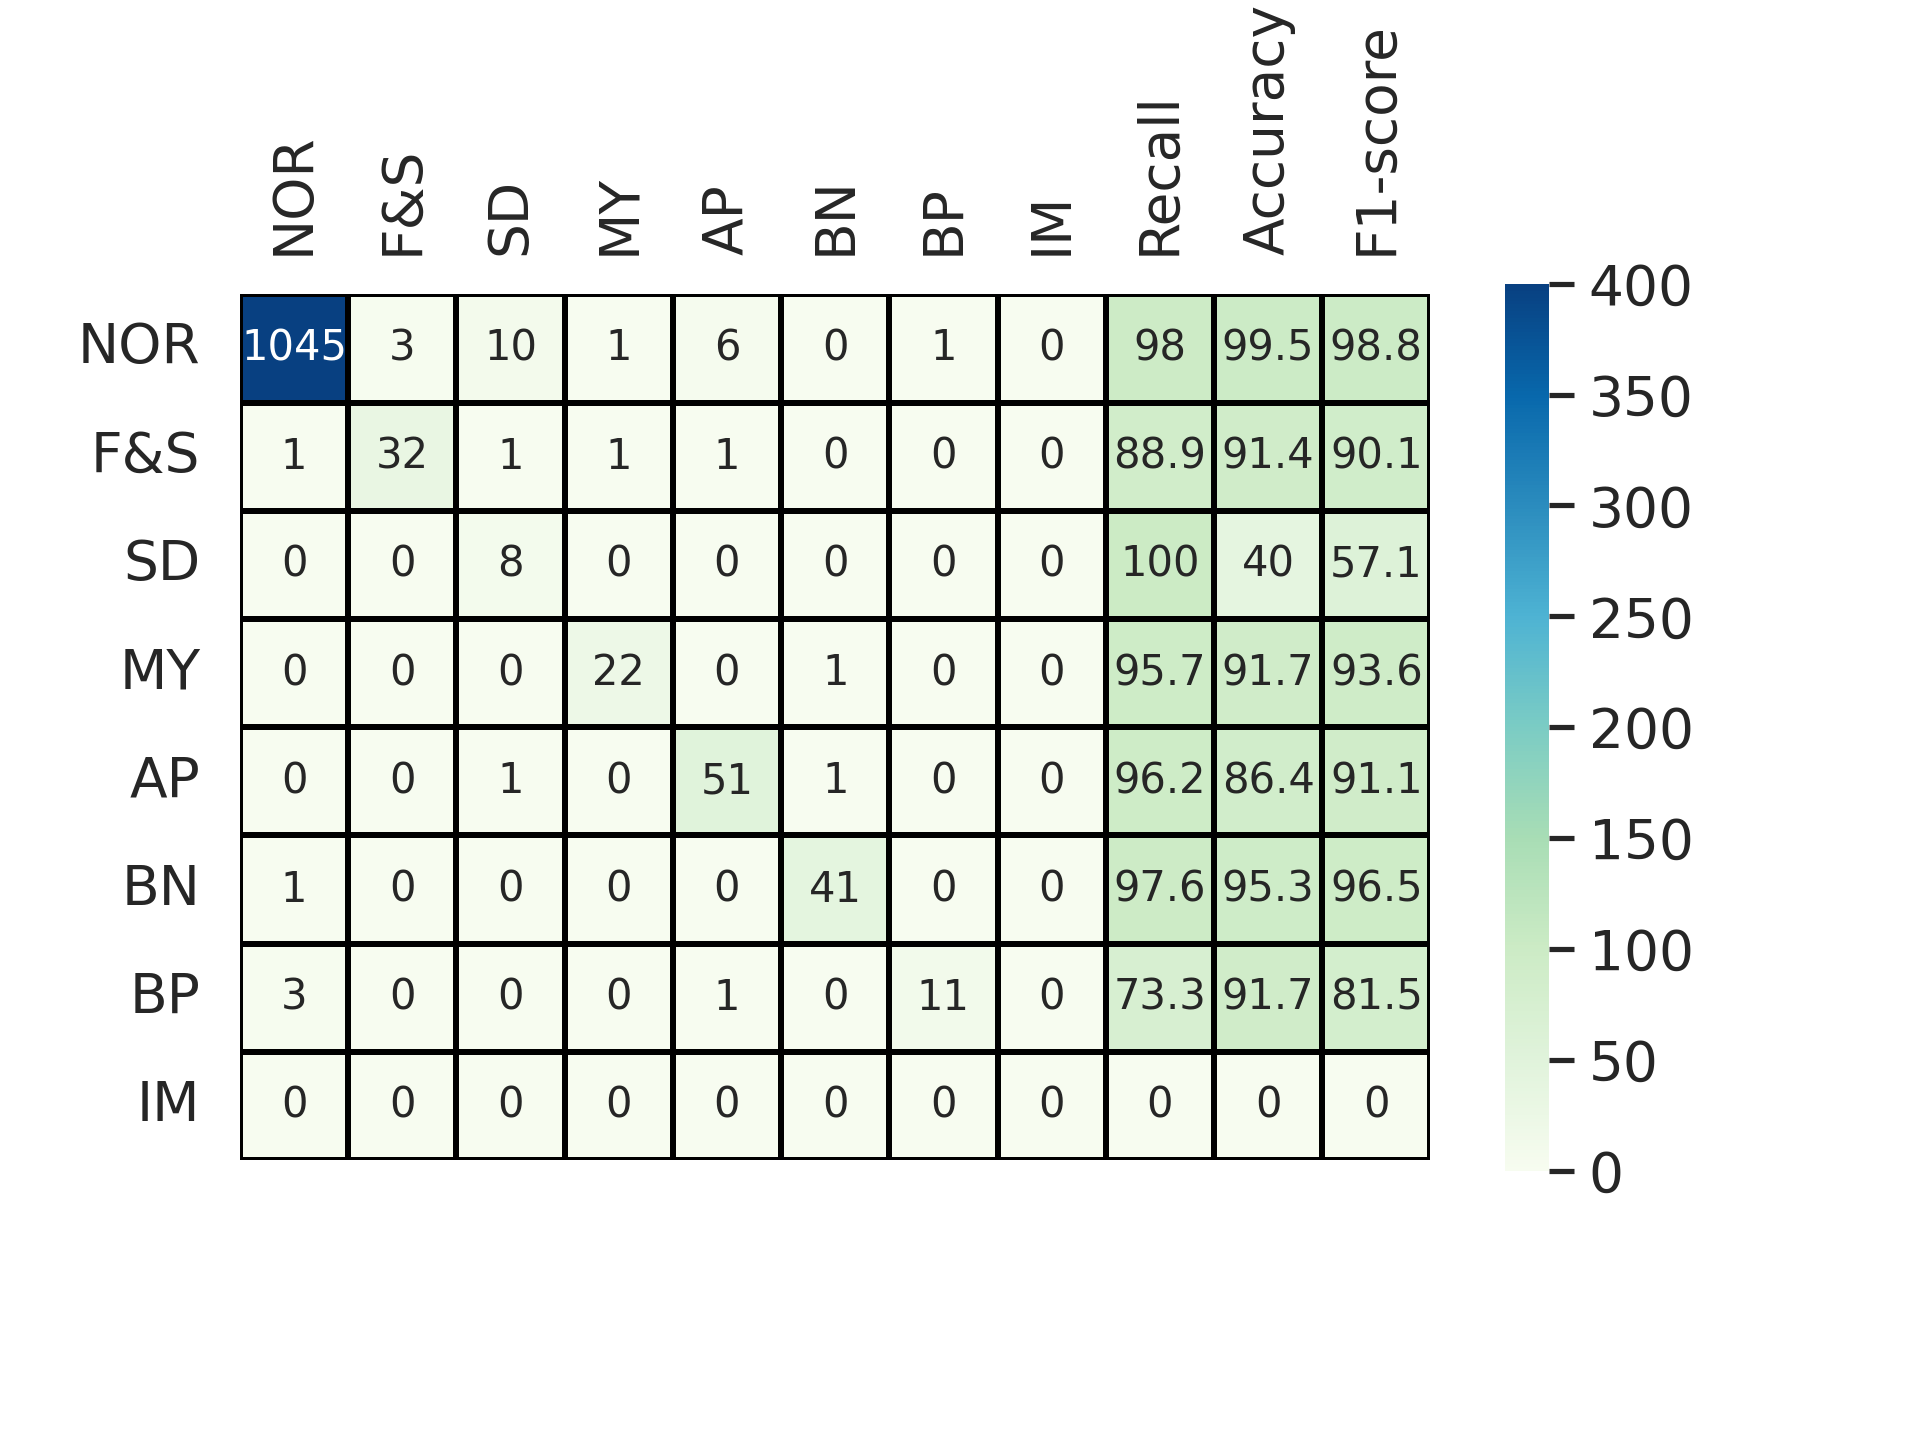 NOR F&S SD MY AP BN BP IM Recall Accuracy F1-score
NOR 1045 3 10 1 6 0 1 0 98 99.5 98.8
F&S 1 32 1 1 1 0 0 0 88.9 91.4 90.1
SD 0 0 8 0 0 0 0 0 100 40 57.1
MY 0 0 0 22 0 1 0 0 95.7 91.7 93.6
AP 0 0 1 0 51 1 0 0 96.2 86.4 91.1
BN 1 0 0 0 0 41 0 0 97.6 95.3 96.5
BP 3 0 0 0 1 0 11 0 73.3 91.7 81.5
IM 0 0 0 0 0 0 0 0 0 0 0
400
350
300
250
200
150
100
50
0